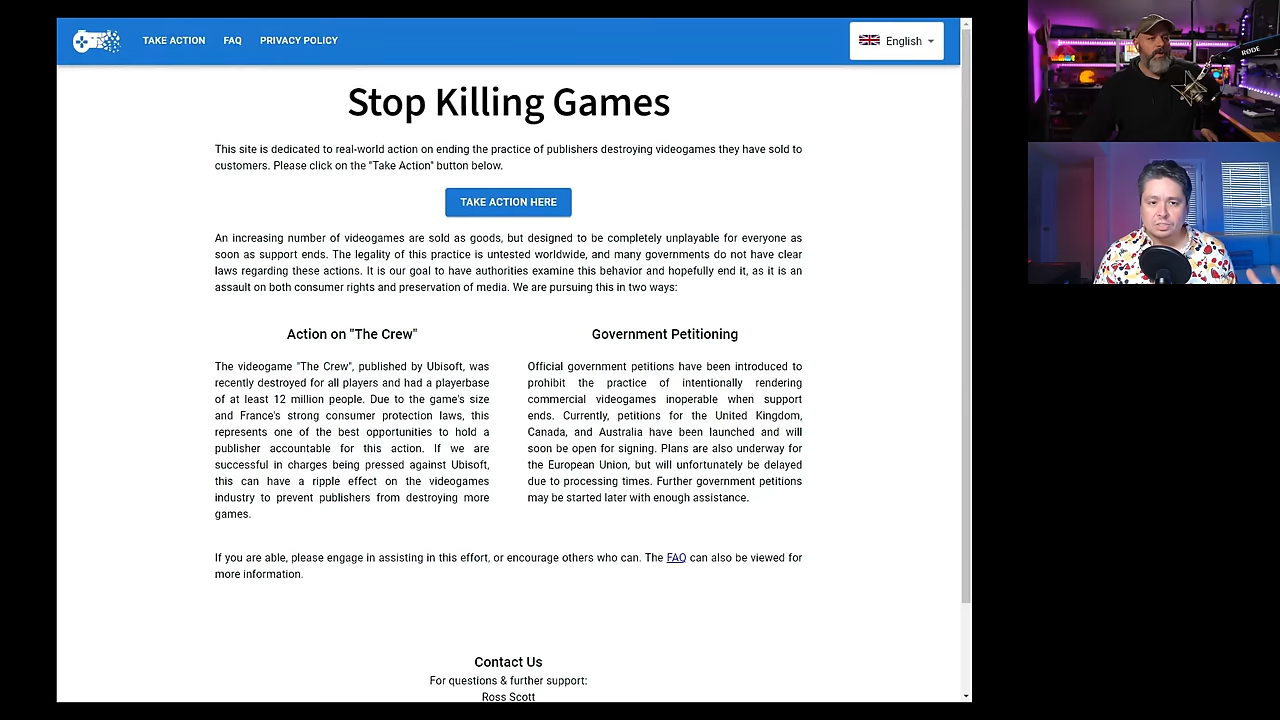 TAKE ACTION
FAQ
PRIVACY POLICY
English
Stop Killing Games
This site is dedicated to real-world action on ending the practice of publishers destroying videogames they have sold to
customers. Please click on the "Take Action" button below.
TAKE ACTION HERE
An increasing number of videogames are sold as goods, but designed to be completely unplayable for everyone as
soon as support ends. The legality of this practice is untested worldwide, and many governments do not have clear
laws regarding these actions. It is our goal to have authorities examine this behavior and hopefully end it, as it is an
assault on both consumer rights and preservation of media. We are pursuing this in two ways:
Action on "The Crew"
The videogame "The Crew", published by Ubisoft, was
recently destroyed for all players and had a playerbase
of at least 12 million people. Due to the game's size
and France's strong consumer protection laws, this
represents one of the best opportunities to hold a
publisher accountable for this action. If we are
successful in charges being pressed against Ubisoft,
this can have a ripple effect on the videogames
industry to prevent publishers from destroying more
games.
Government Petitioning
Official government petitions have been introduced to
prohibit the practice of intentionally rendering
commercial videogames inoperable when support
ends. Currently, petitions for the United Kingdom,
Canada, and Australia have been launched and will
soon be open for signing. Plans are also underway for
the European Union, but will unfortunately be delayed
due to processing times. Further government petitions
may be started later with enough assistance.
If you are able, please engage in assisting in this effort, or encourage others who can. The FAQ can also be viewed for
more information.
Contact Us
For questions & further support:
Ross Scott
RØDE